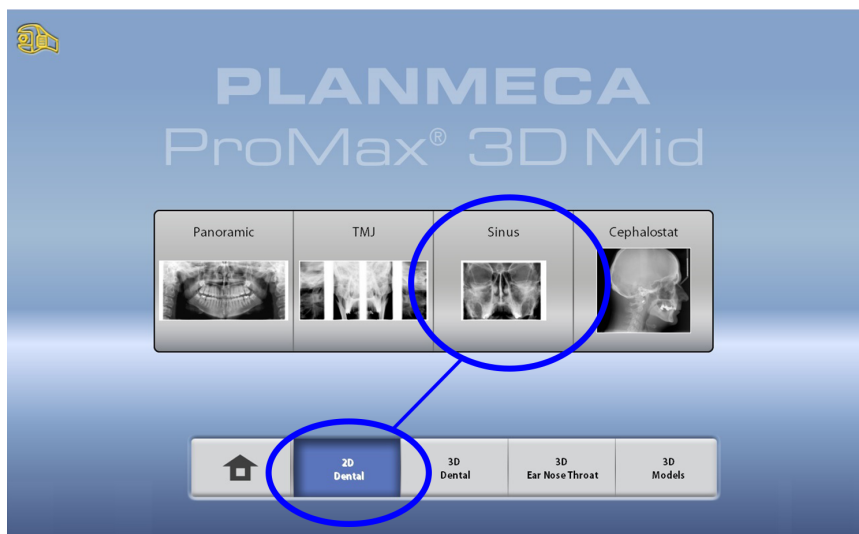 PLANMECA
ProMax® 3D Mid
Panoramic TMJ Sinus Cephalostat
2D Dental
3D Dental
3D Ear Nose Throat
3D Models